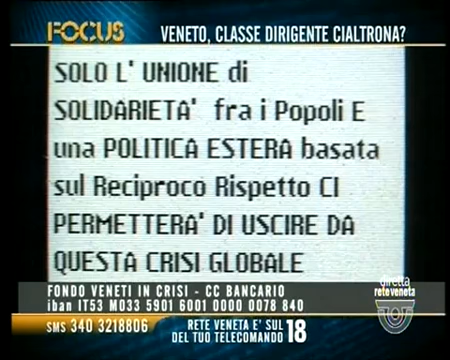 FOCUS
VENETO, CLASSE DIRIGENTE CIALTRONA?
SOLO L' UNIONE di
SOLIDARIETA' fra i Popoli E
una POLITICA ESTERA basata
sul Reciproco Rispetto CI
PERMETTERA' DI USCIRE DA
QUESTA CRISI GLOBALE
FONDO VENETI IN CRISI - CC BANCARIO
iban IT53 M033 5901 6001 0000 0078 840
diretta
rete veneta
SMS 340 3218806
RETE VENETA E' SUL
DEL TUO TELECOMANDO 18